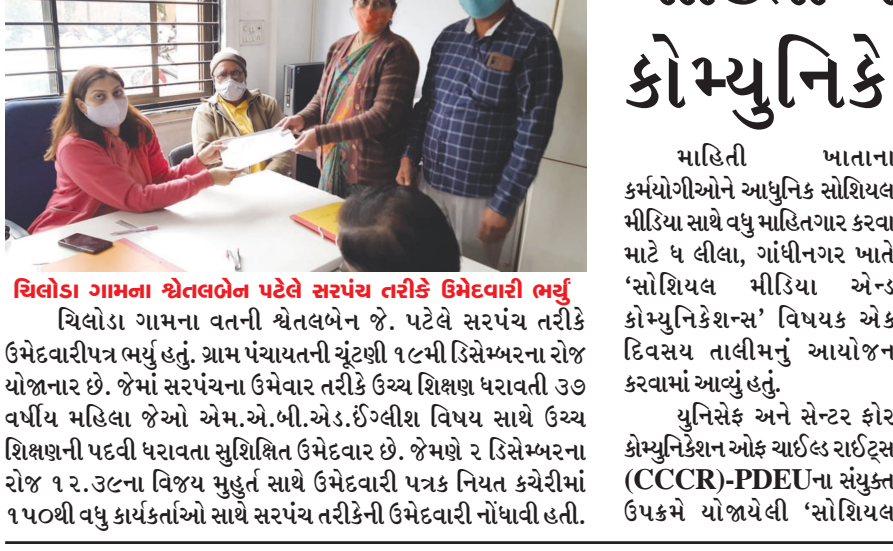 ચિલોડા ગામના શ્વેતલબેન પટેલે સરપંચ તરીકે ઉમેદવારી ભર્યું
ચિલોડા ગામના વતની શ્વેતલબેન જે. પટેલે સરપંચ તરીકે
ઉમેદવારીપત્ર ભર્યુ હતું. ગ્રામ પંચાયતની ચૂંટણી ૧૯મી ડિસેમ્બરના રોજ
યોજાનાર છે. જેમાં સરપંચના ઉમેવાર તરીકે ઉચ્ચ શિક્ષણ ધરાવતી ૩૭
વર્ષીય મહિલા જેઓ એમ.એ.બી.એડ.ઈંગ્લીશ વિષય સાથે ઉચ્ચ
શિક્ષણની પદવી ધરાવતા સુશિક્ષિત ઉમેદવાર છે. જેમણે ૨ ડિસેમ્બરના
રોજ ૧૨.૩૯ના વિજય મુહુર્ત સાથે ઉમેદવારી પત્રક નિયત કચેરીમાં
૧૫૦થી વધુ કાર્યકર્તાઓ સાથે સરપંચ તરીકેની ઉમેદવારી નોંધાવી હતી.
કોમ્યુનિકે
માહિતી ખાતાના
કર્મયોગીઓને આધુનિક સોશિયલ
મીડિયા સાથે વધુ માહિતગાર કરવા
માટે ધ લીલા, ગાંધીનગર ખાતે
‘સોશિયલ મીડિયા એન્ડ
કોમ્યુનિકેશન્સ’ વિષયક એક
દિવસય તાલીમનું આયોજન
કરવામાં આવ્યું હતું.
યુનિસેફ અને સેન્ટર ફોર
કોમ્યુનિકેશન ઓફ ચાઈલ્ડ રાઈટ્સ
(CCCR)-PDEUના સંયુક્ત
ઉપક્રમે યોજાયેલી ‘સોશિયલ